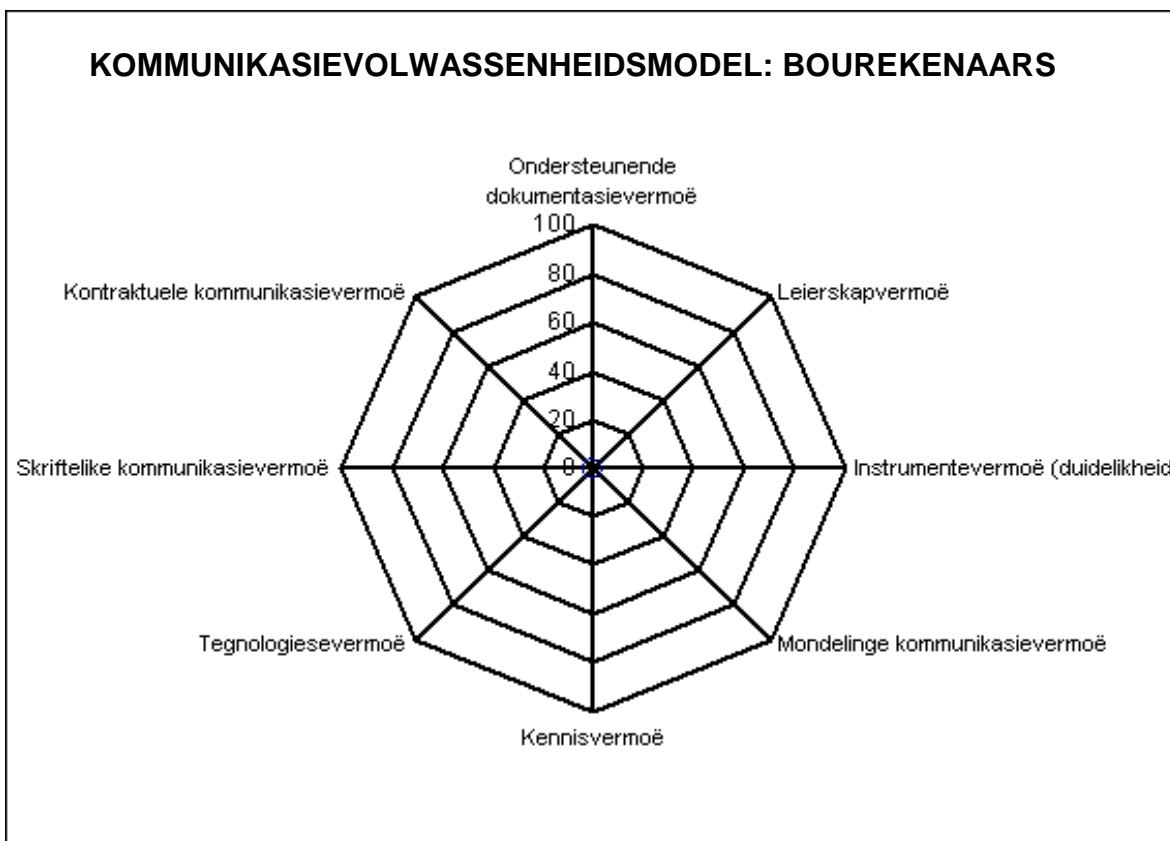 KOMMUNIKASIEVOLWASSENHEIDSMODEL: BOUREKENAARS
Ondersteunende
dokumentasievermoë
100
Kontraktuele kommunikasievermoë
Leierskapvermoë
80
60
40
20
Skriftelike kommunikasievermoë
0
Instrumentevermoë (duidelikheid
Tegnologiesevermoë
Mondelinge kommunikasievermoë
Kennisvermoë